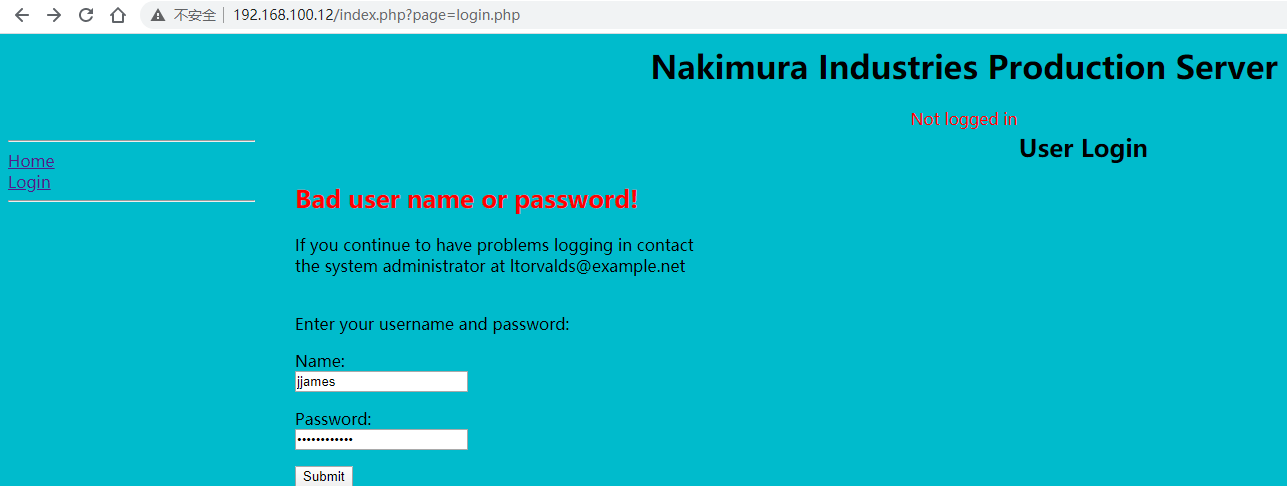 不安全 192.168.100.12/index.php?page=login.php
Nakimura Industries Production Server
Not logged in
User Login
Home
Login
Bad user name or password!
If you continue to have problems logging in contact
the system administrator at ltorvalds@example.net
Enter your username and password:
Name:
jjames
Password:
••••••••••••
Submit